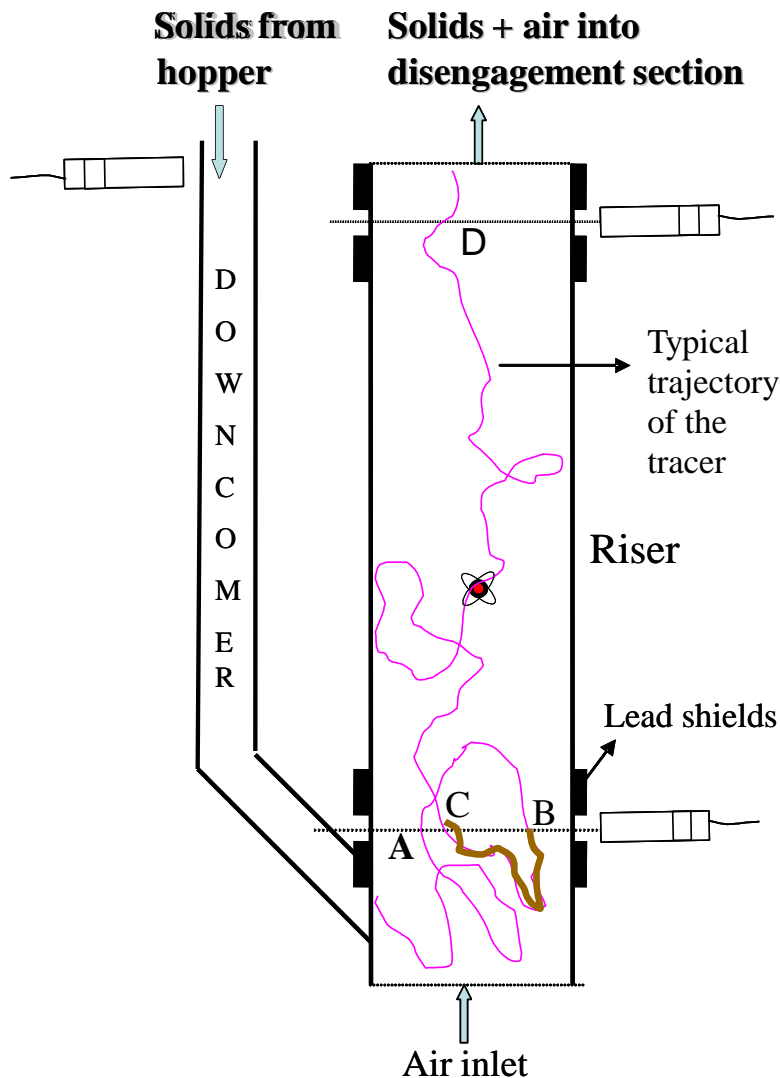 Solids from
hopper
Solids + air into
disengagement section
D
O
W
N
C
O
M
E
R
D
Typical
trajectory
of the
tracer
Riser
Lead shields
C
B
A
Air inlet